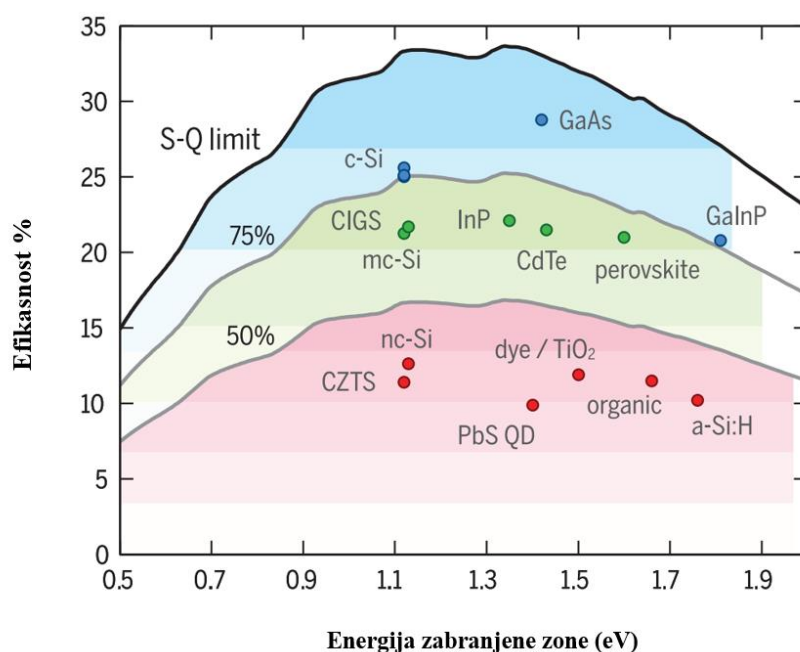 Efikasnost %
35
30
25
20
15
10
5
0
S-Q limit
75%
50%
GaAs
c-Si
GaInP
CIGS
InP
mc-Si
CdTe
perovskite
nc-Si
dye / TiO₂
CZTS
organic
PbS QD
a-Si:H
0.5 0.7 0.9 1.1 1.3 1.5 1.7 1.9
Energija zabranjene zone (eV)